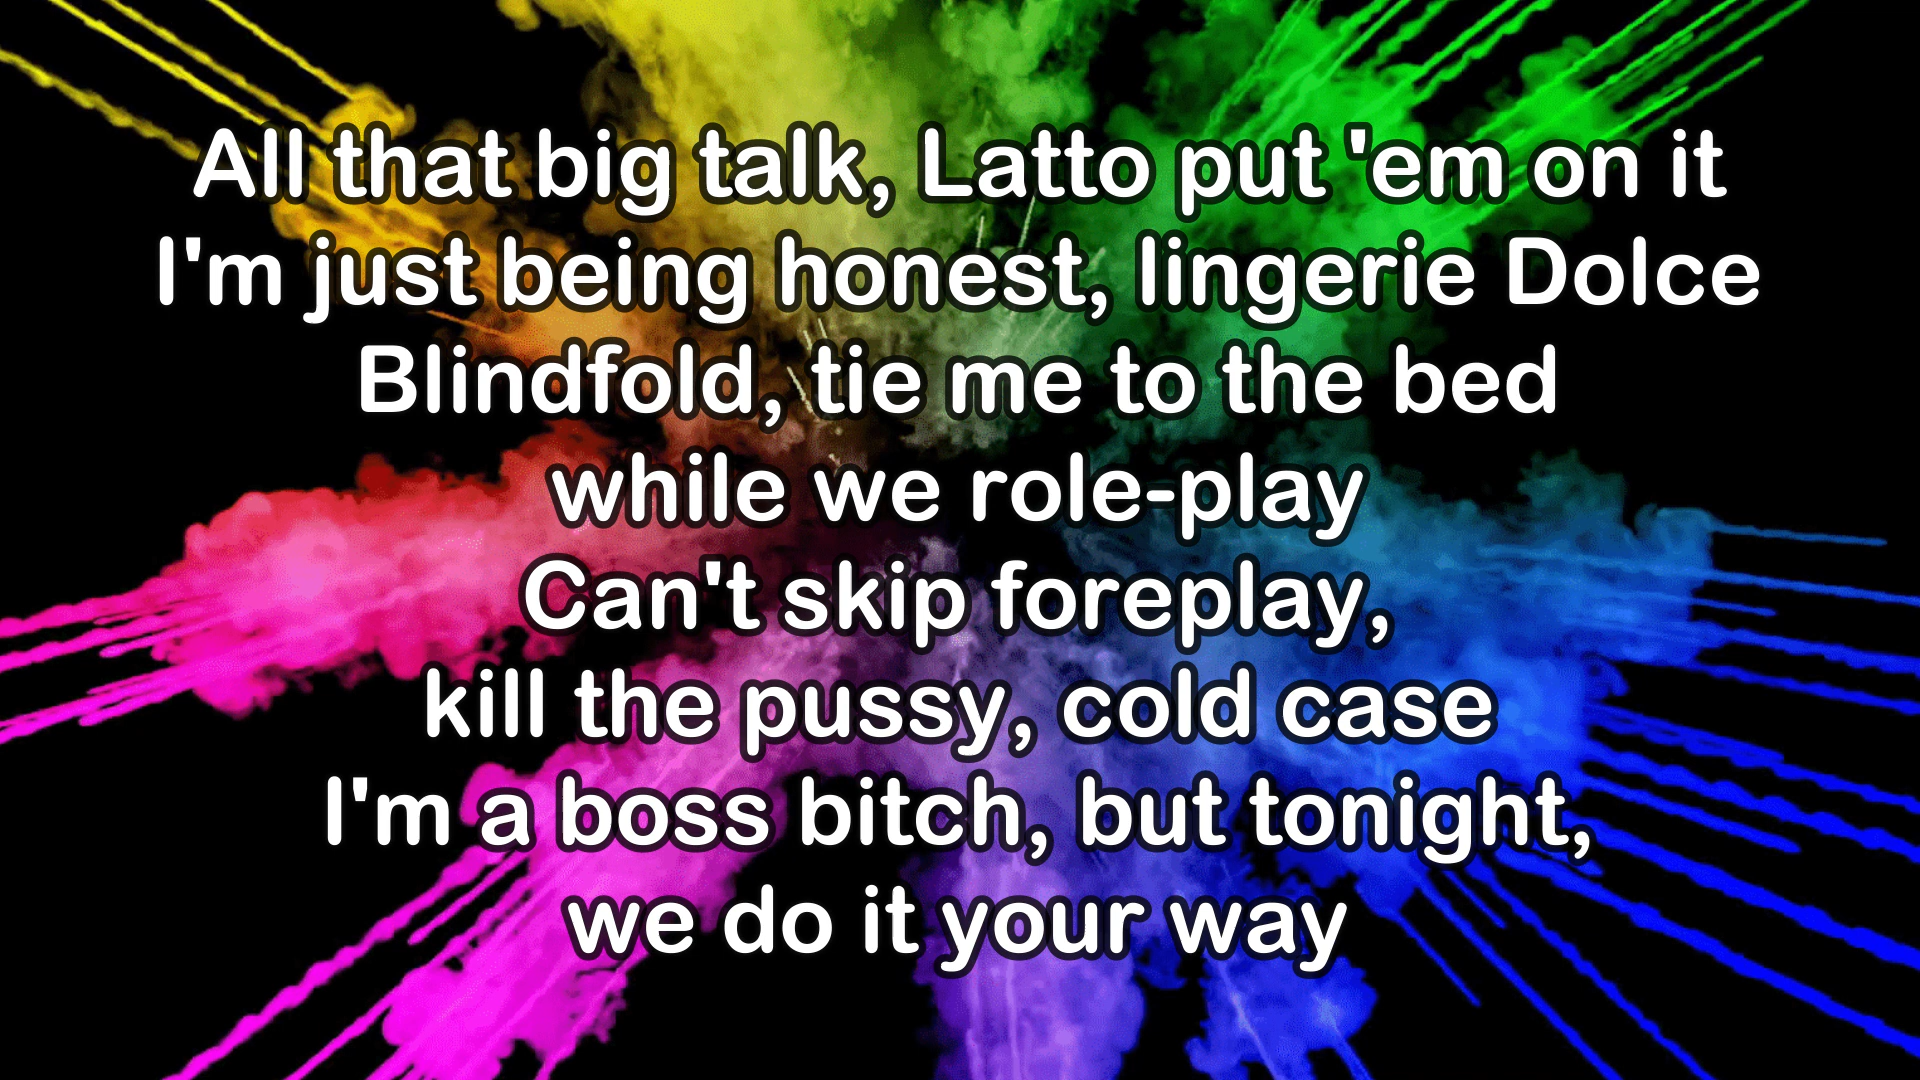 All that big talk, Latto put 'em on it
I'm just being honest, lingerie Dolce
Blindfold, tie me to the bed
while we role-play
Can't skip foreplay,
kill the pussy, cold case
I'm a boss bitch, but tonight,
we do it your way